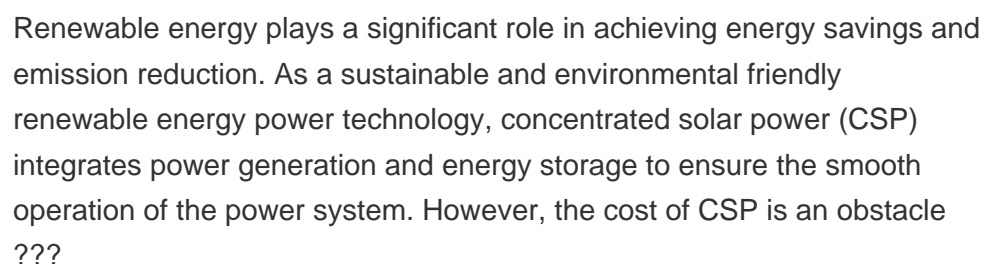 Renewable energy plays a significant role in achieving energy savings and
emission reduction. As a sustainable and environmental friendly
renewable energy power technology, concentrated solar power (CSP)
integrates power generation and energy storage to ensure the smooth
operation of the power system. However, the cost of CSP is an obstacle
???